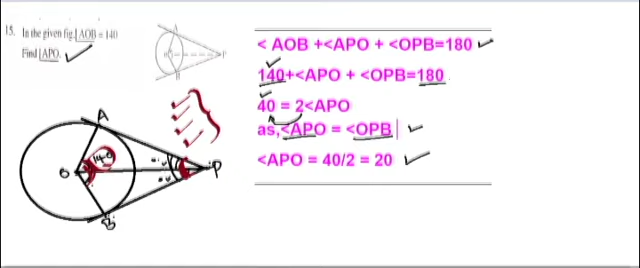 15. In the given fig. ∠AOB = 140
Find ∠APO.
A
O
P
B
< AOB +<APO + <OPB=180
140+<APO + <OPB=180
40 = 2<APO
as,<APO = <OPB
<APO = 40/2 = 20
A
O
140
P
B